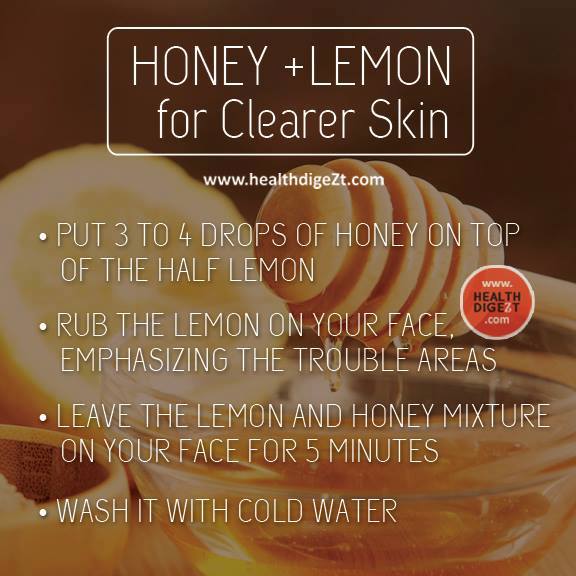 HONEY +LEMON
for Clearer Skin
www.healthdigeZt.com
• PUT 3 TO 4 DROPS OF HONEY ON TOP
OF THE HALF LEMON
www.
HEALTH
DIGEZT
.com
• RUB THE LEMON ON YOUR FACE,
EMPHASIZING THE TROUBLE AREAS
• LEAVE THE LEMON AND HONEY MIXTURE
ON YOUR FACE FOR 5 MINUTES
• WASH IT WITH COLD WATER